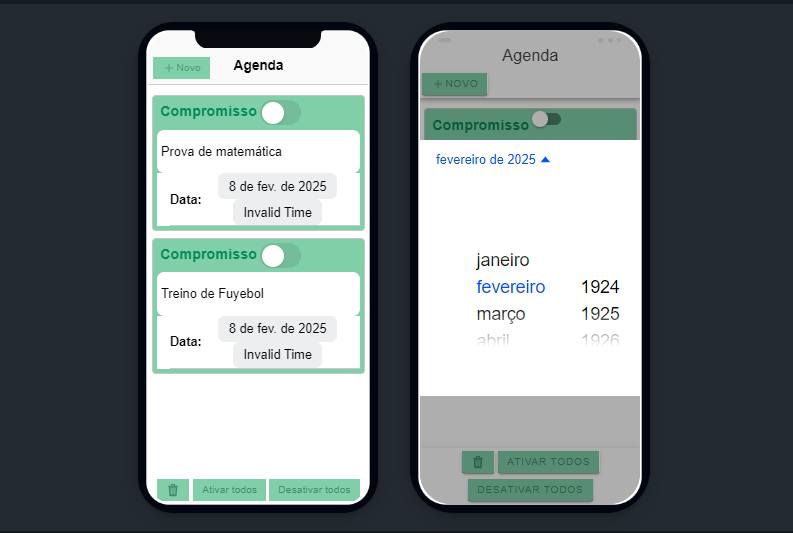 + Novo
Agenda
Compromisso
Prova de matemática
Data:
8 de fev. de 2025
Invalid Time
Compromisso
Treino de Fuyebol
Data:
8 de fev. de 2025
Invalid Time
Ativar todos
Desativar todos
Agenda
+ NOVO
Compromisso
fevereiro de 2025
janeiro
fevereiro 1924
março 1925
abril 1926
ATIVAR TODOS
DESATIVAR TODOS